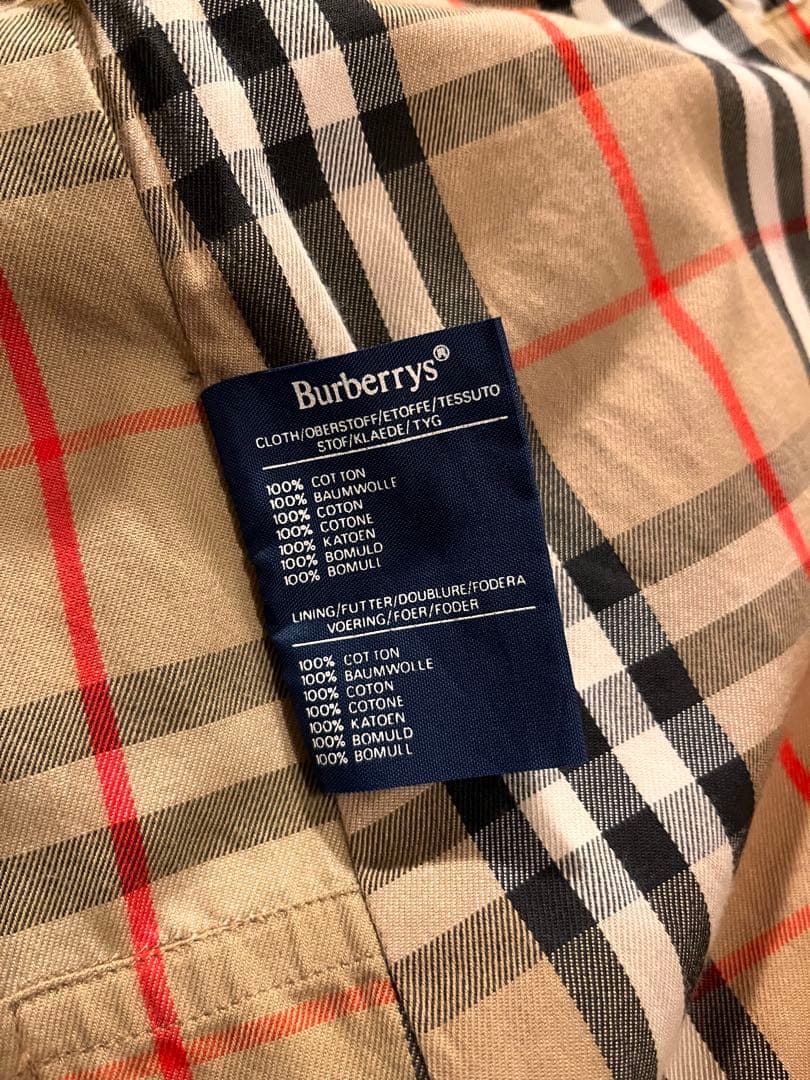 Burberrys®
CLOTH/OBERSTOFF/ETOFFE/TESSUTO
STOF/KLAEDE/TYG
100% COTTON
100% BAUMWOLLE
100% COTON
100% COTONE
100% KATOEN
100% BOMULD
100% BOMULL
LINING/FUTTER/DOUBLURE/FODERA
VOERING/FOER/FODER
100% COTTON
100% BAUMWOLLE
100% COTON
100% COTONE
100% KATOEN
100% BOMULD
100% BOMULL